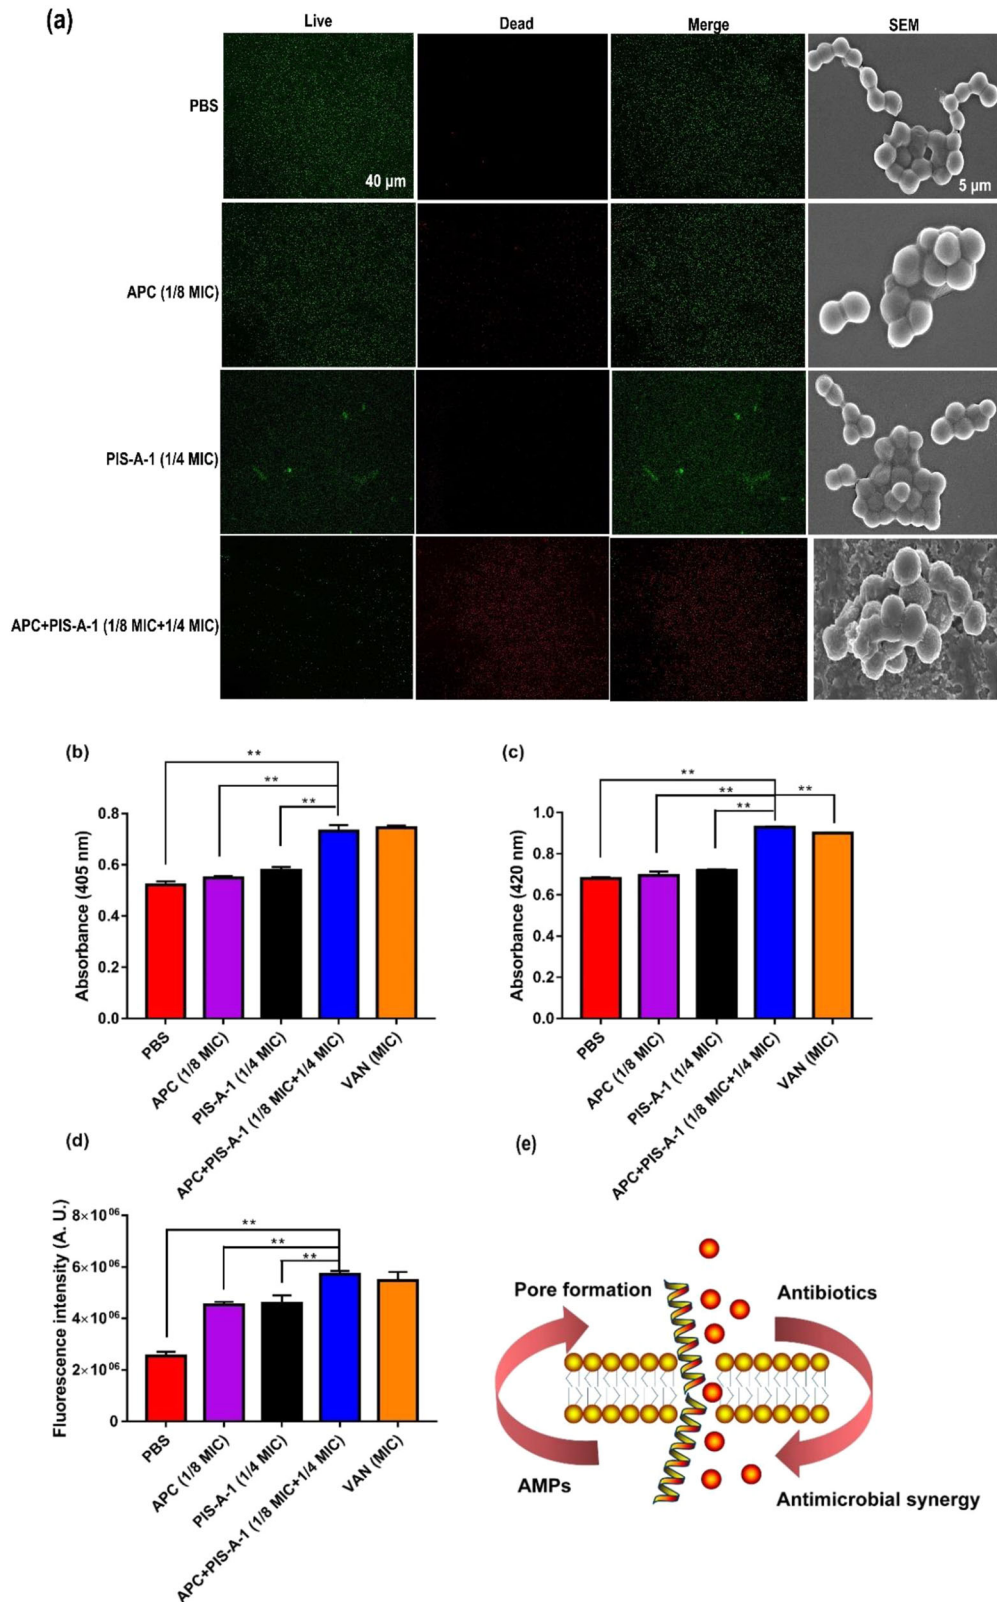 (a)
Live Dead Merge SEM
PBS
40 µm
5 µm
APC (1/8 MIC)
PIS-A-1 (1/4 MIC)
APC+PIS-A-1 (1/8 MIC+1/4 MIC)
(b)
**
**
**
Absorbance (405 nm)
0.8
0.6
0.4
0.2
0.0
PBS
APC (1/8 MIC)
PIS-A-1 (1/4 MIC)
APC+PIS-A-1 (1/8 MIC+1/4 MIC)
VAN (MIC)
(c)
**
** **
**
Absorbance (420 nm)
1.0
0.8
0.6
0.4
0.2
0.0
PBS
APC (1/8 MIC)
PIS-A-1 (1/4 MIC)
APC+PIS-A-1 (1/8 MIC+1/4 MIC)
VAN (MIC)
(d)
**
**
**
Fluorescence intensity (A. U.)
8×10⁰⁶
6×10⁰⁶
4×10⁰⁶
2×10⁰⁶
0
PBS
APC (1/8 MIC)
PIS-A-1 (1/4 MIC)
APC+PIS-A-1 (1/8 MIC+1/4 MIC)
VAN (MIC)
(e)
Pore formation
Antibiotics
AMPs
Antimicrobial synergy